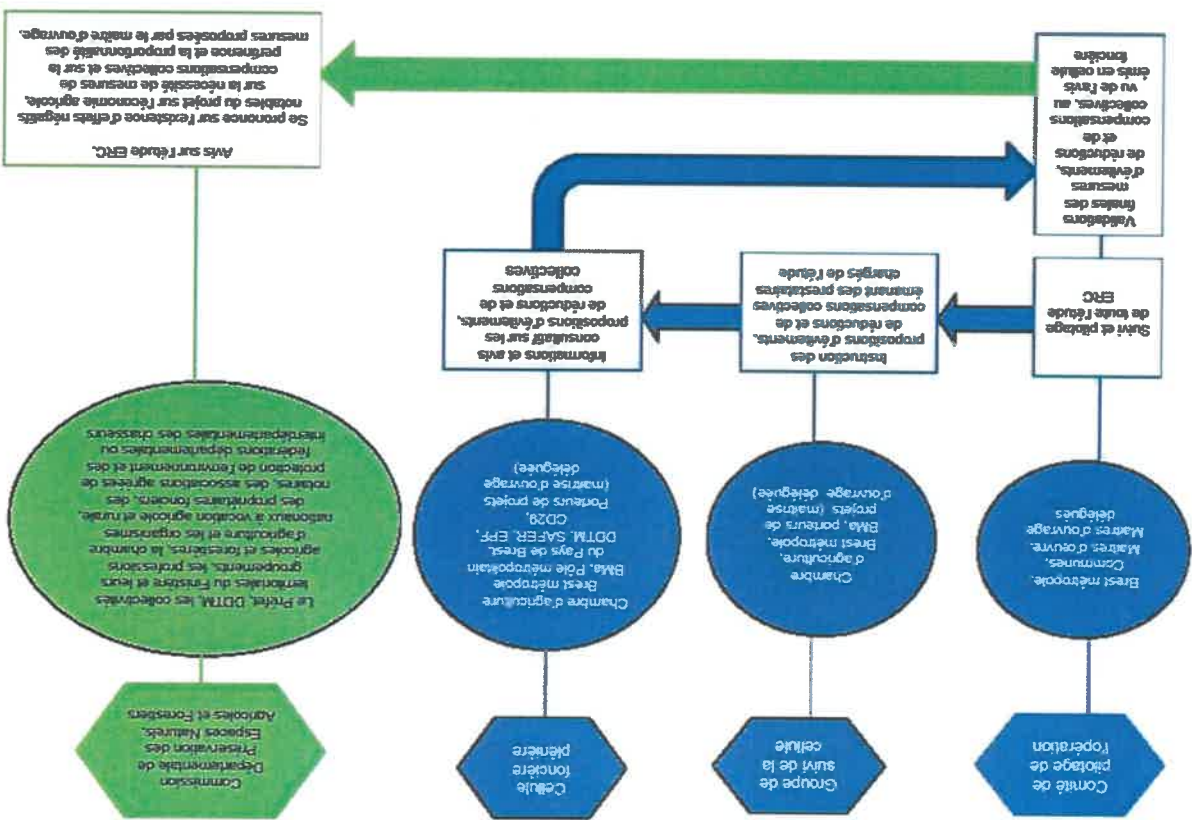 Comité de
pilotage de
l'opération
Groupe de
suivi de la
cellule
Cellule
foncière
plénière
Commission
Départementale de
Préservation des
Espaces Naturels,
Agricoles et Forestiers
Brest métropole,
Communes,
Maitres d'œuvre,
Maitres d'ouvrage
délégués
Chambre
d'agriculture,
Brest métropole,
BMa, porteurs de
projets (maitrise
d'ouvrage déléguée)
Chambre d'agriculture
Brest métropole
BMa, Pôle métropolitain
du Pays de Brest,
DDTM, SAFER, EPF,
CD29,
Porteurs de projets
(maitrise d'ouvrage
déléguée)
Le Préfet, DDTM, les collectivités
territoriales du Finistère et leurs
groupements, les professions
agricoles et forestières, la chambre
d'agriculture et les organismes
nationaux à vocation agricole et rurale,
des propriétaires fonciers, des
notaires, des associations agréées de
protection de l'environnement et des
fédérations départementales ou
interdépartementales des chasseurs
Suivi et pilotage
de toute l'étude
ERC
Instruction des
propositions d'évitements,
de réductions et de
compensations collectives
émanant des prestataires
chargés de l'étude
Informations et avis
consultatif sur les
propositions d'évitements,
de réductions et de
compensations
collectives
Validations
finales des
mesures
d'évitements,
de réductions
et de
compensations
collectives, au
vu de l'avis
émis en cellule
foncière
Avis sur l'étude ERC.
Se prononce sur l'existence d'effets négatifs
notables du projet sur l'économie agricole,
sur la nécessité de mesures de
compensations collectives et sur la
pertinence et la proportionnalité des
mesures proposées par le maître d'ouvrage.